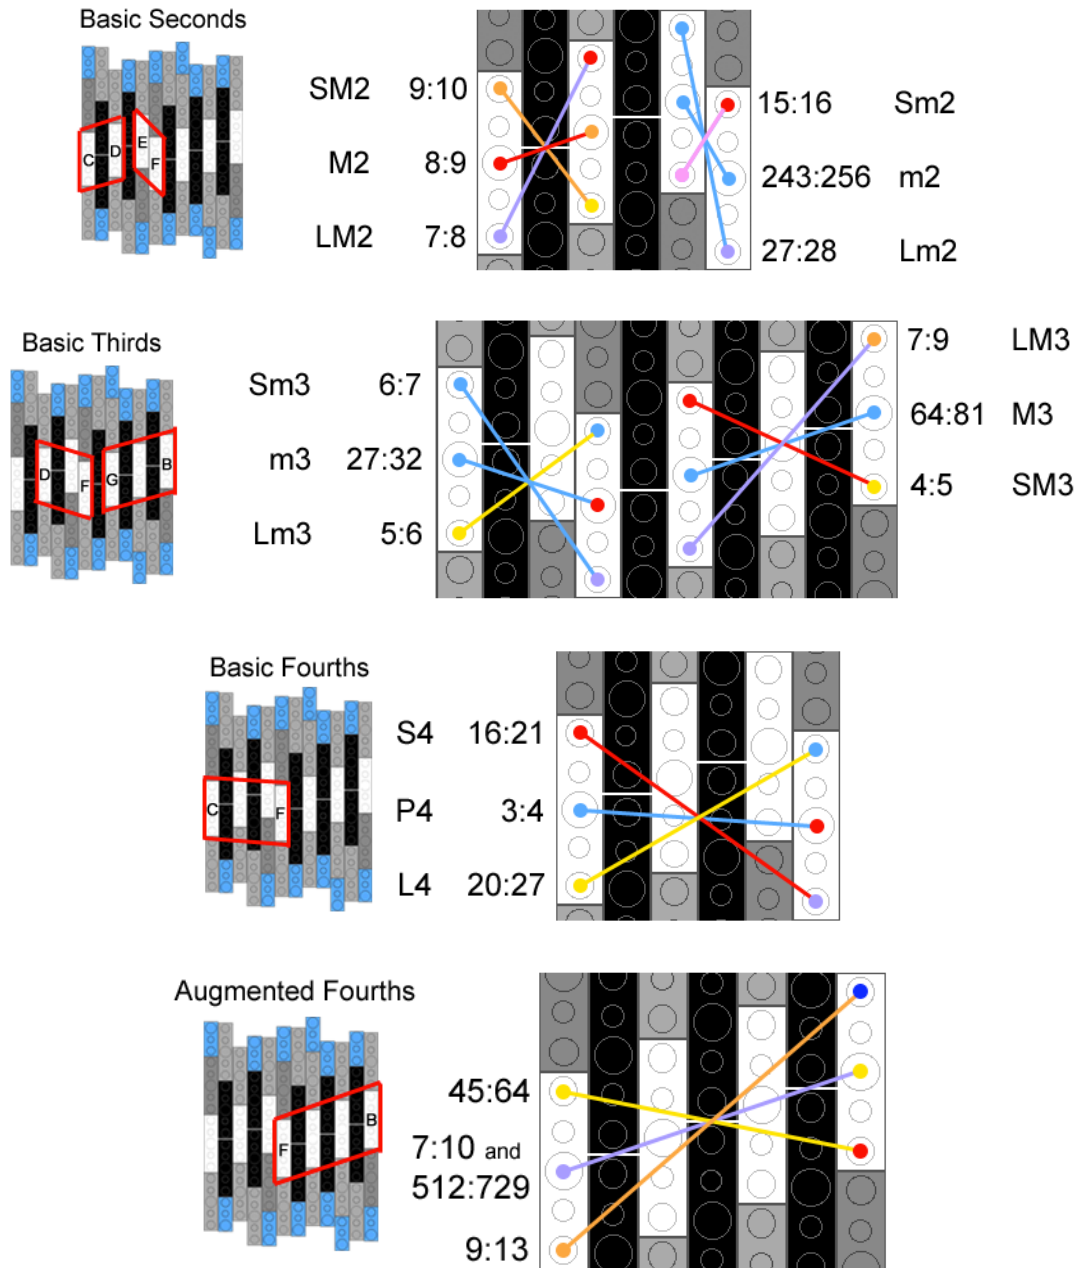 Basic Seconds
C D E F
SM2 9:10
M2 8:9
LM2 7:8
15:16 Sm2
243:256 m2
27:28 Lm2
Basic Thirds
D F G B
Sm3 6:7
m3 27:32
Lm3 5:6
7:9 LM3
64:81 M3
4:5 SM3
Basic Fourths
C F
S4 16:21
P4 3:4
L4 20:27
Augmented Fourths
F B
45:64
7:10 and
512:729
9:13